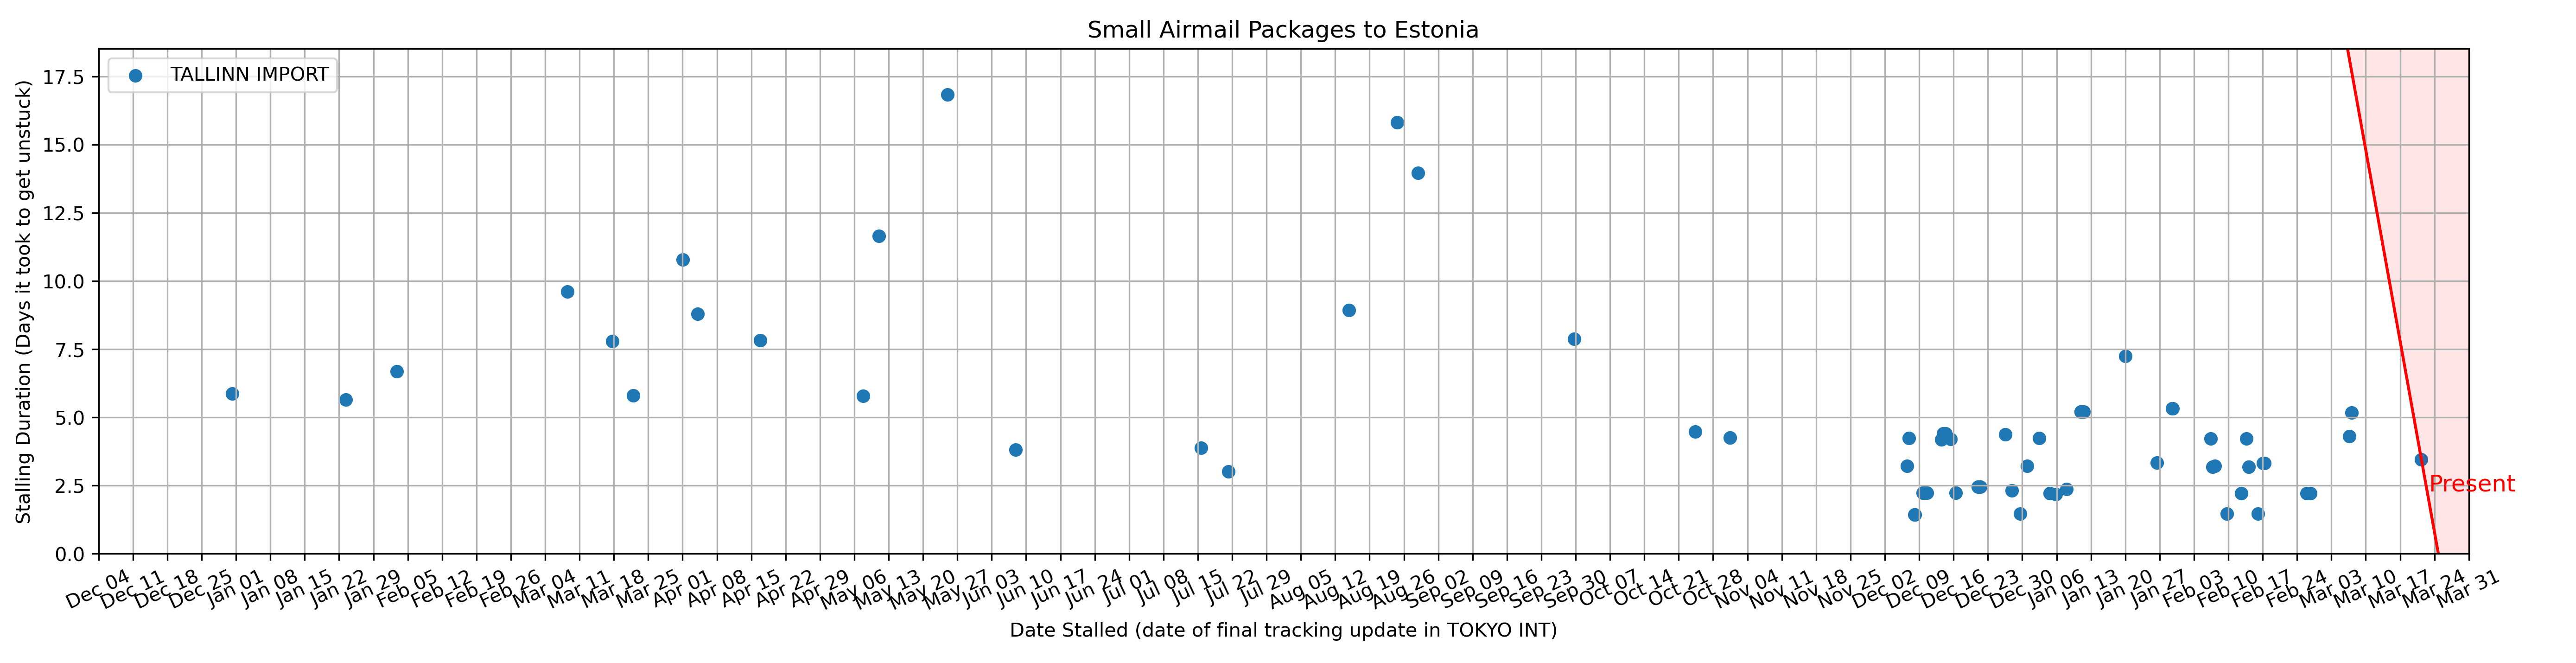 Small Airmail Packages to Estonia
TALLINN IMPORT
Stalling Duration (Days it took to get unstuck)
17.5
15.0
12.5
10.0
7.5
5.0
2.5
0.0
Present
Dec 04 Dec 11 Dec 18 Dec 25 Jan 01 Jan 08 Jan 15 Jan 22 Jan 29 Feb 05 Feb 12 Feb 19 Feb 26 Mar 04 Mar 11 Mar 18 Mar 25 Apr 01 Apr 08 Apr 15 Apr 22 Apr 29 May 06 May 13 May 20 May 27 Jun 03 Jun 10 Jun 17 Jun 24 Jul 01 Jul 08 Jul 15 Jul 22 Jul 29 Aug 05 Aug 12 Aug 19 Aug 26 Sep 02 Sep 09 Sep 16 Sep 23 Sep 30 Oct 07 Oct 14 Oct 21 Oct 28 Nov 04 Nov 11 Nov 18 Nov 25 Dec 02 Dec 09 Dec 16 Dec 23 Dec 30 Jan 06 Jan 13 Jan 20 Jan 27 Feb 03 Feb 10 Feb 17 Feb 24 Mar 03 Mar 10 Mar 17 Mar 24 Mar 31
Date Stalled (date of final tracking update in TOKYO INT)